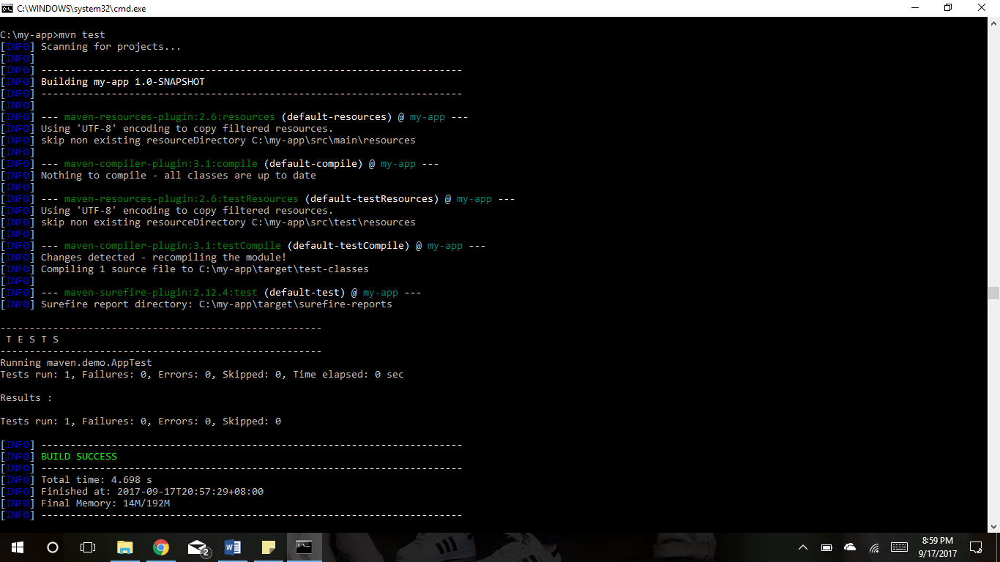 C:\WINDOWS\system32\cmd.exe
C:\my-app>mvn test
[INFO] Scanning for projects...
[INFO]
[INFO] ------------------------------------------------------------------------
[INFO] Building my-app 1.0-SNAPSHOT
[INFO] ------------------------------------------------------------------------
[INFO]
[INFO] --- maven-resources-plugin:2.6:resources (default-resources) @ my-app ---
[INFO] Using 'UTF-8' encoding to copy filtered resources.
[INFO] skip non existing resourceDirectory C:\my-app\src\main\resources
[INFO]
[INFO] --- maven-compiler-plugin:3.1:compile (default-compile) @ my-app ---
[INFO] Nothing to compile - all classes are up to date
[INFO]
[INFO] --- maven-resources-plugin:2.6:testResources (default-testResources) @ my-app ---
[INFO] Using 'UTF-8' encoding to copy filtered resources.
[INFO] skip non existing resourceDirectory C:\my-app\src\test\resources
[INFO]
[INFO] --- maven-compiler-plugin:3.1:testCompile (default-testCompile) @ my-app ---
[INFO] Changes detected - recompiling the module!
[INFO] Compiling 1 source file to C:\my-app\target\test-classes
[INFO]
[INFO] --- maven-surefire-plugin:2.12.4:test (default-test) @ my-app ---
[INFO] Surefire report directory: C:\my-app\target\surefire-reports
-------------------------------------------------------
 T E S T S
-------------------------------------------------------
Running maven.demo.AppTest
Tests run: 1, Failures: 0, Errors: 0, Skipped: 0, Time elapsed: 0 sec
Results :
Tests run: 1, Failures: 0, Errors: 0, Skipped: 0
[INFO] ------------------------------------------------------------------------
[INFO] BUILD SUCCESS
[INFO] ------------------------------------------------------------------------
[INFO] Total time: 4.698 s
[INFO] Finished at: 2017-09-17T20:57:29+08:00
[INFO] Final Memory: 14M/192M
[INFO] ------------------------------------------------------------------------
2
8:59 PM
9/17/2017